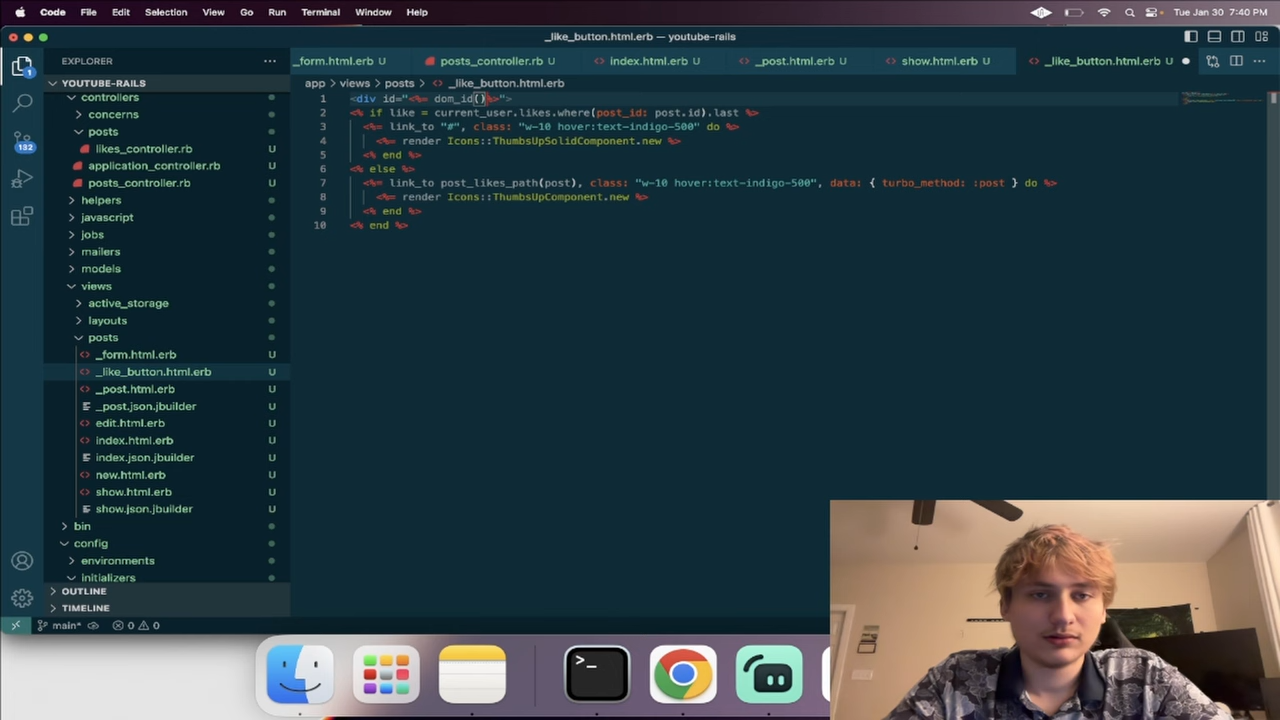 Code File Edit Selection View Go Run Terminal Window Help Tue Jan 30 7:40 PM
_like_button.html.erb — youtube-rails
EXPLORER
_form.html.erb U posts_controller.rb U index.html.erb U _post.html.erb U show.html.erb U _like_button.html.erb U
YOUTUBE-RAILS
app > views > posts > _like_button.html.erb
controllers
concerns
posts
likes_controller.rb
application_controller.rb
posts_controller.rb
helpers
javascript
jobs
mailers
models
views
active_storage
layouts
posts
_form.html.erb U
_like_button.html.erb U
_post.html.erb U
_post.json.jbuilder U
edit.html.erb U
index.html.erb U
index.json.jbuilder U
new.html.erb U
show.html.erb U
show.json.jbuilder U
bin
config
environments
initializers
OUTLINE
TIMELINE
1
132
1 <div id="<%= dom_id()%>">
2 <% if like = current_user.likes.where(post_id: post.id).last %>
3 <%= link_to "#", class: "w-10 hover:text-indigo-500" do %>
4 <%= render Icons::ThumbsUpSolidComponent.new %>
5 <% end %>
6 <% else %>
7 <%= link_to post_likes_path(post), class: "w-10 hover:text-indigo-500", data: { turbo_method: :post } do %>
8 <%= render Icons::ThumbsUpComponent.new %>
9 <% end %>
10 <% end %>
main* 0 0